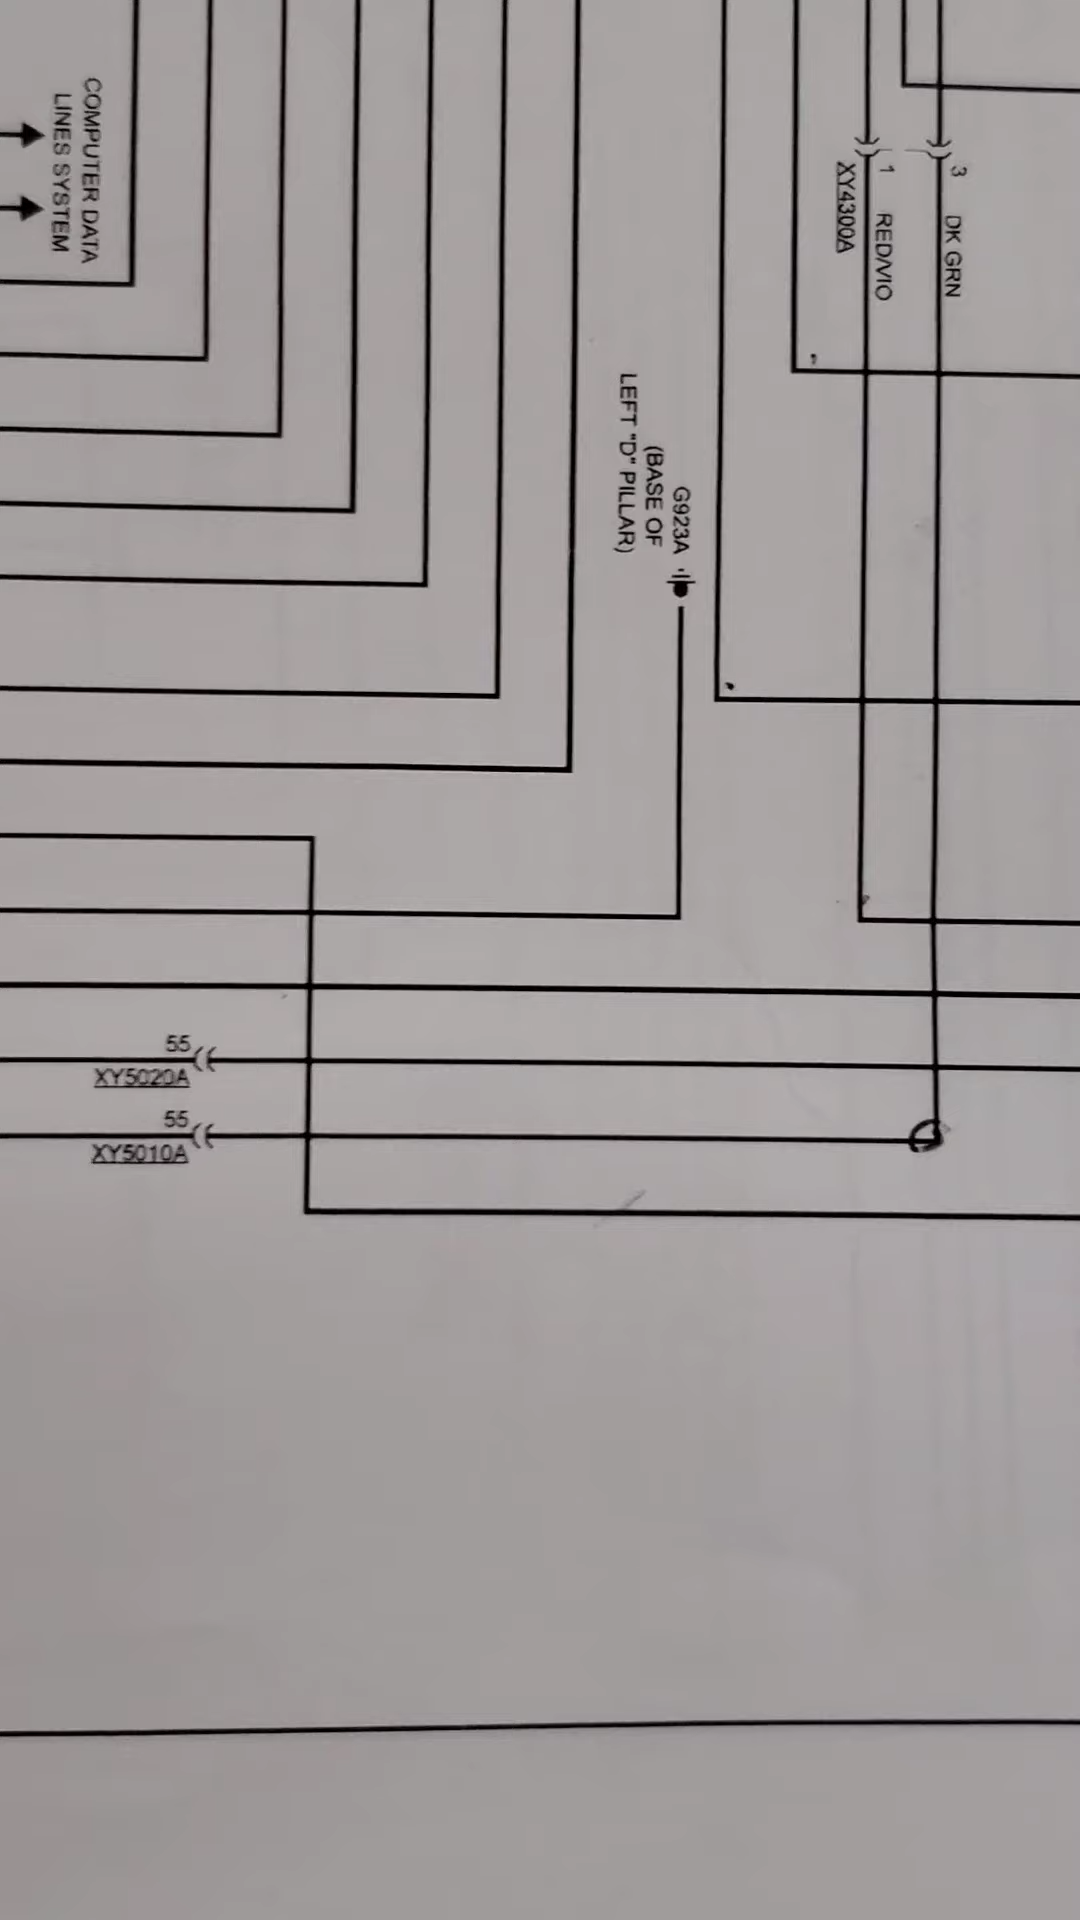 COMPUTER DATA
LINES SYSTEM
3 DK GRN
1 RED/VIO
XY4300A
G923A
(BASE OF
LEFT "D" PILLAR)
55
XY5020A
55
XY5010A